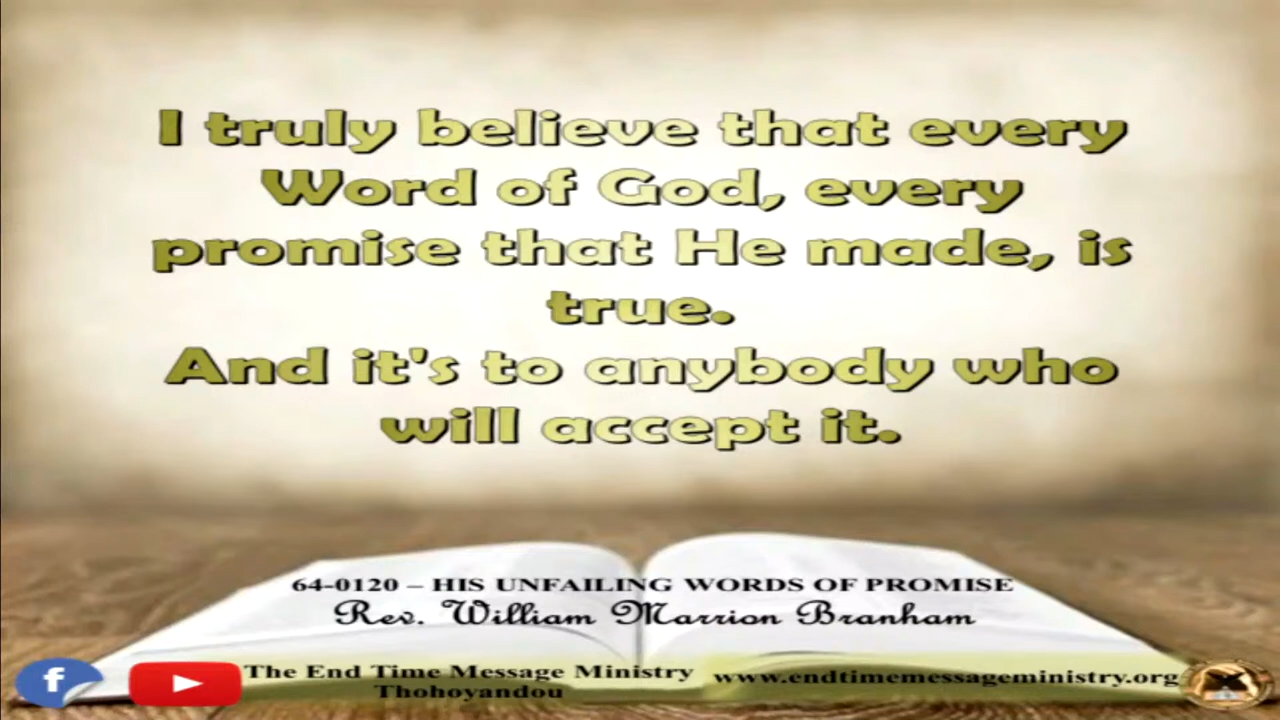 I truly believe that every
Word of God, every
promise that He made, is
true.
And it's to anybody who
will accept it.
64-0120 – HIS UNFAILING WORDS OF PROMISE
Rev. William Marrion Branham
The End Time Message Ministry
Thohoyandou
www.endtimemessageministry.org